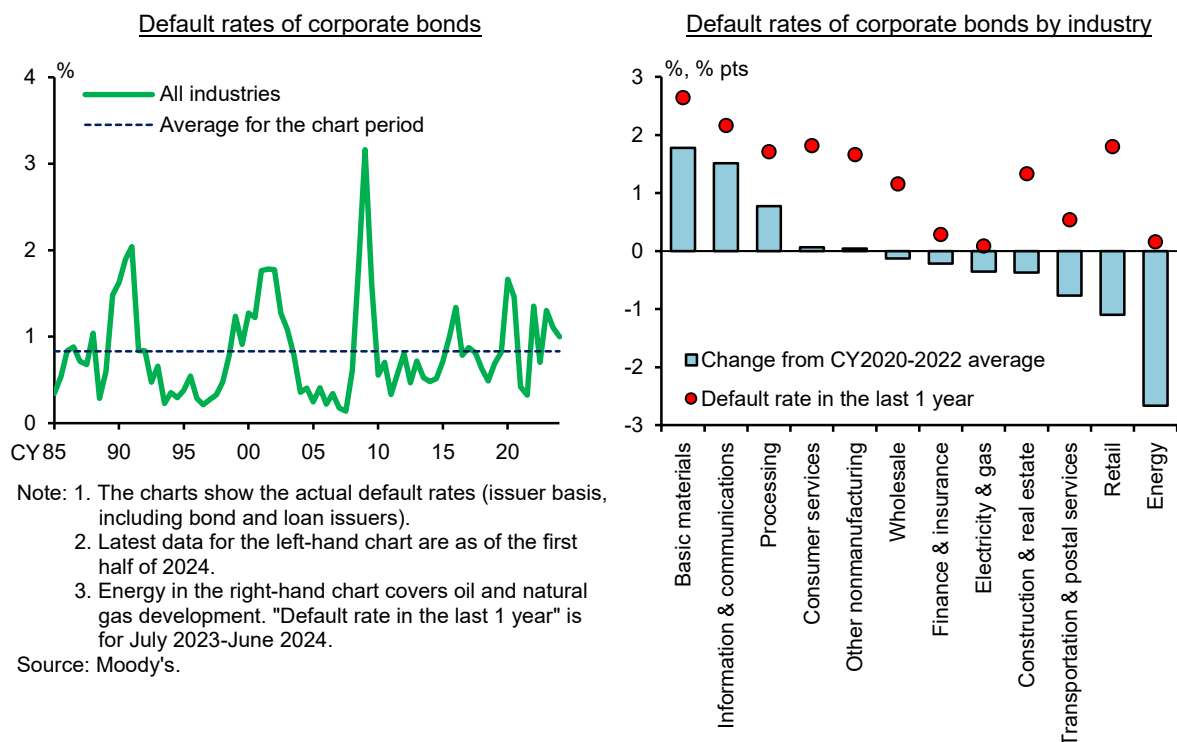 Default rates of corporate bonds
%
4
3
2
1
0
All industries
Average for the chart period
CY 85 90 95 00 05 10 15 20
Note: 1. The charts show the actual default rates (issuer basis,
including bond and loan issuers).
2. Latest data for the left-hand chart are as of the first
half of 2024.
3. Energy in the right-hand chart covers oil and natural
gas development. "Default rate in the last 1 year" is
for July 2023-June 2024.
Source: Moody's.
Default rates of corporate bonds by industry
%, % pts
3
2
1
0
-1
-2
-3
Change from CY2020-2022 average
Default rate in the last 1 year
Basic materials
Information & communications
Processing
Consumer services
Other nonmanufacturing
Wholesale
Finance & insurance
Electricity & gas
Construction & real estate
Transportation & postal services
Retail
Energy